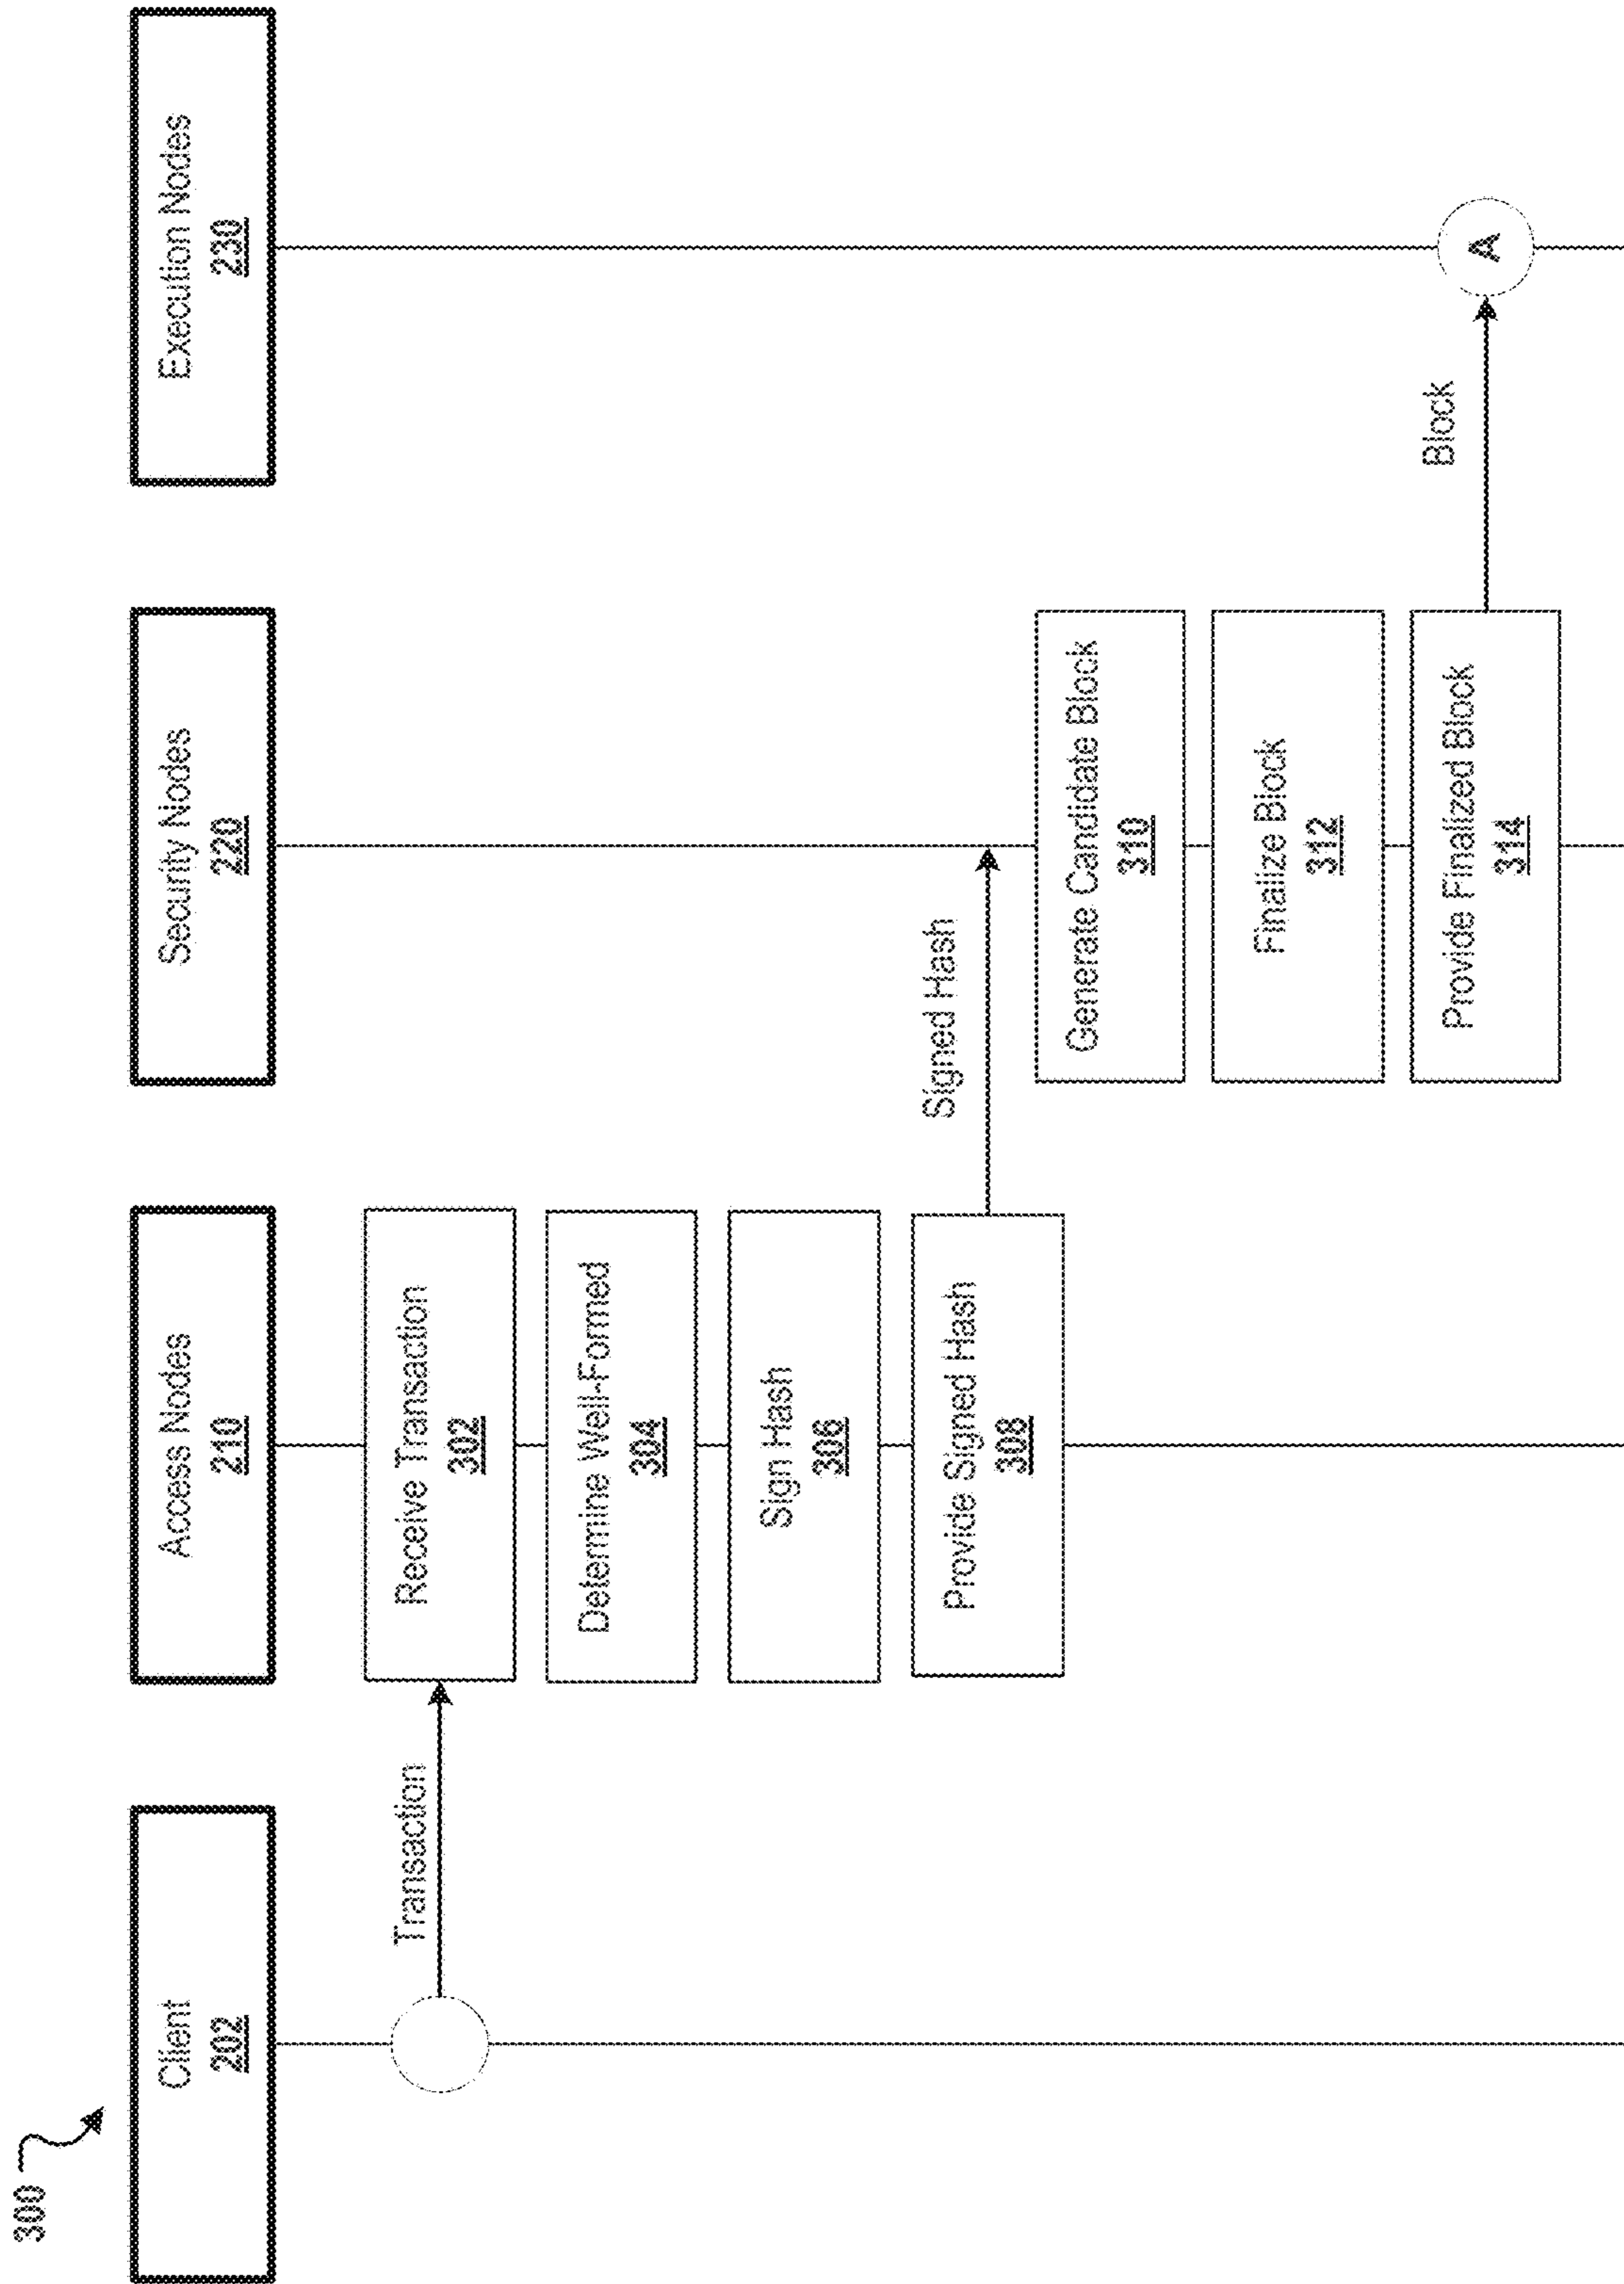 300
Client
202
Access Nodes
210
Security Nodes
220
Execution Nodes
230
Transaction
Receive Transaction
302
Determine Well-Formed
304
Sign Hash
306
Provide Signed Hash
308
Signed Hash
Generate Candidate Block
310
Finalize Block
312
Provide Finalized Block
314
Block
A